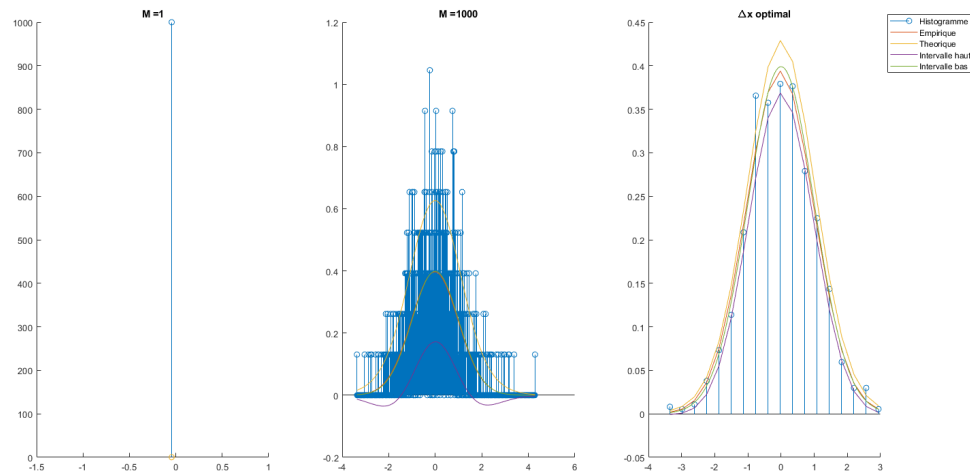 M =1
M =1000
Δx optimal
Histogramme
Empirique
Theorique
Intervalle haut
Intervalle bas
1000
900
800
700
600
500
400
300
200
100
0
-1.5 -1 -0.5 0 0.5 1
1.2
1
0.8
0.6
0.4
0.2
0
-0.2
-4 -2 0 2 4 6
0.45
0.4
0.35
0.3
0.25
0.2
0.15
0.1
0.05
0
0.05
-4 -3 -2 -1 0 1 2 3